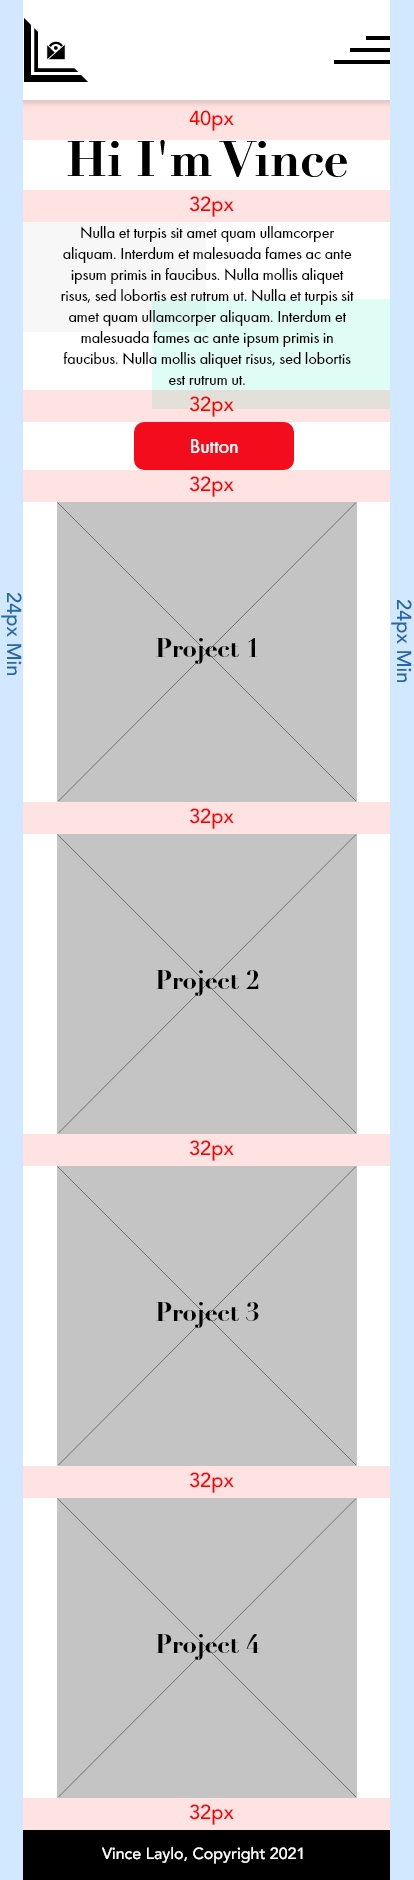 40px
Hi I'm Vince
32px
Nulla et turpis sit amet quam ullamcorper
aliquam. Interdum et malesuada fames ac ante
ipsum primis in faucibus. Nulla mollis aliquet
risus, sed lobortis est rutrum ut. Nulla et turpis sit
amet quam ullamcorper aliquam. Interdum et
malesuada fames ac ante ipsum primis in
faucibus. Nulla mollis aliquet risus, sed lobortis
est rutrum ut.
32px
Button
32px
24px Min
24px Min
Project 1
32px
Project 2
32px
Project 3
32px
Project 4
32px
Vince Laylo, Copyright 2021